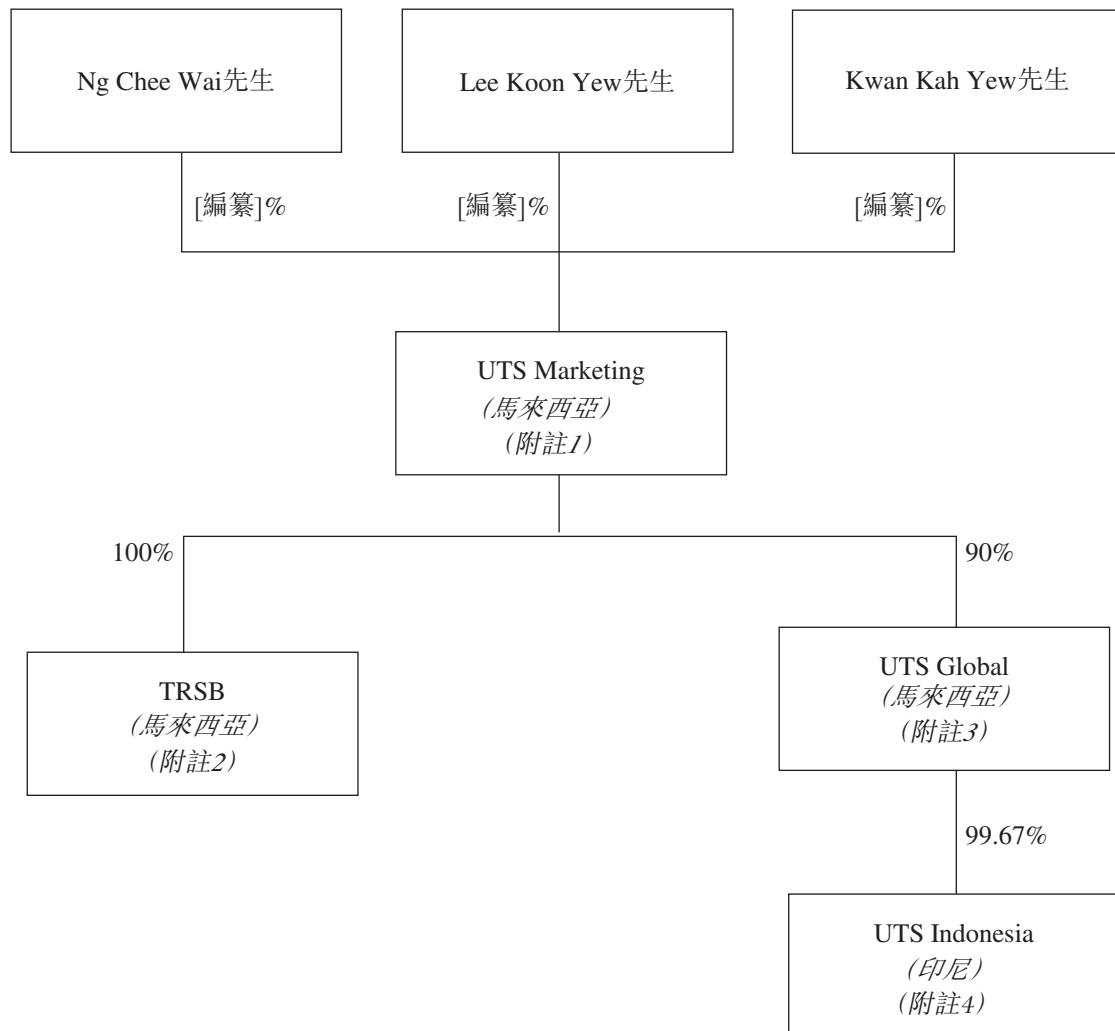 Ng Chee Wai先生
Lee Koon Yew先生
Kwan Kah Yew先生
[編纂]%
[編纂]%
[編纂]%
UTS Marketing
(馬來西亞)
(附註1)
100%
90%
TRSB
(馬來西亞)
(附註2)
UTS Global
(馬來西亞)
(附註3)
99.67%
UTS Indonesia
(印尼)
(附註4)